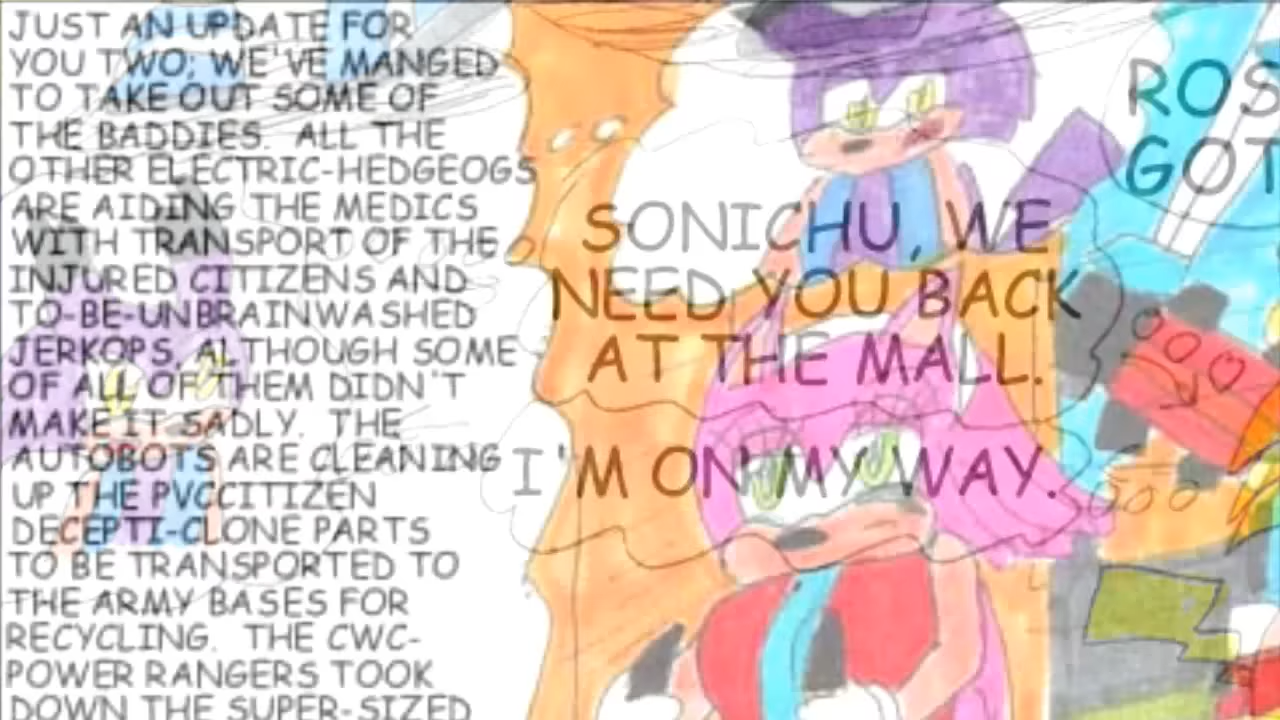 JUST AN UPDATE FOR
YOU TWO; WE'VE MANGED
TO TAKE OUT SOME OF
THE BADDIES. ALL THE
OTHER ELECTRIC-HEDGEOGS
ARE AIDING THE MEDICS
WITH TRANSPORT OF THE
INJURED CITIZENS AND
TO-BE-UNBRAINWASHED
JERKOPS, ALTHOUGH SOME
OF ALL OF THEM DIDN'T
MAKE IT SADLY. THE
AUTOBOTS ARE CLEANING
UP THE PVCCITIZEN
DECEPTI-CLONE PARTS
TO BE TRANSPORTED TO
THE ARMY BASES FOR
RECYCLING. THE CWC-
POWER RANGERS TOOK
DOWN THE SUPER-SIZED
SONICHU, WE
NEED YOU BACK
AT THE MALL.
I'M ON MY WAY.
ROS
GOT